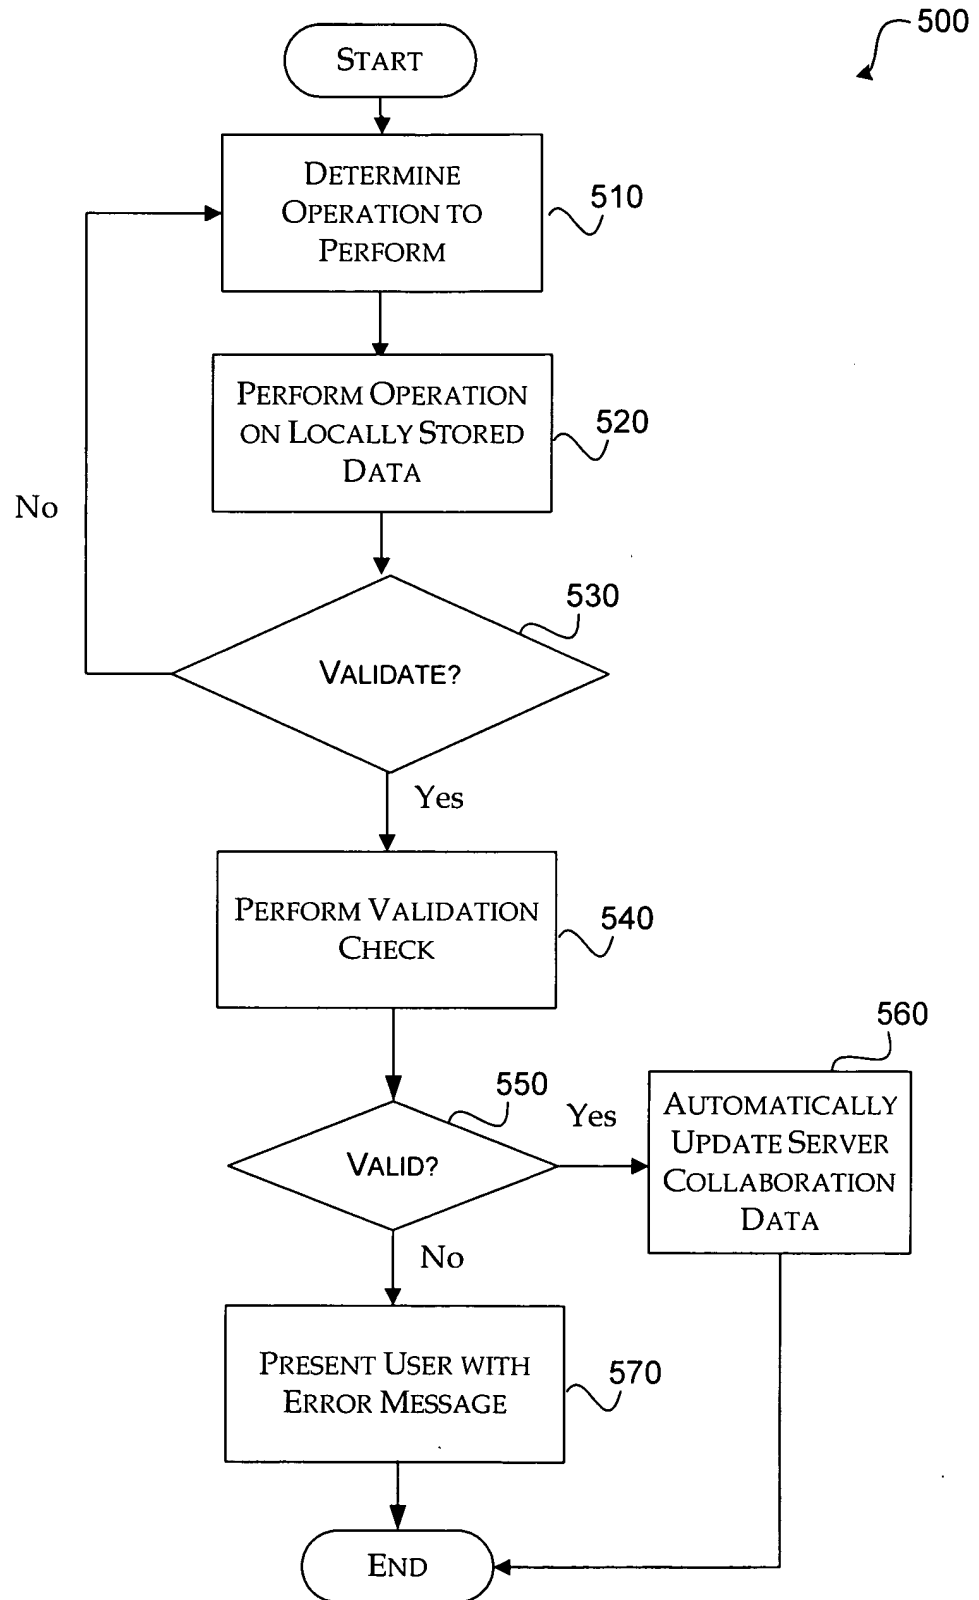 500
START
DETERMINE
OPERATION TO
PERFORM
510
PERFORM OPERATION
ON LOCALLY STORED
DATA
520
No
530
VALIDATE?
Yes
PERFORM VALIDATION
CHECK
540
560
550
Yes
AUTOMATICALLY
UPDATE SERVER
COLLABORATION
DATA
VALID?
No
PRESENT USER WITH
ERROR MESSAGE
570
END